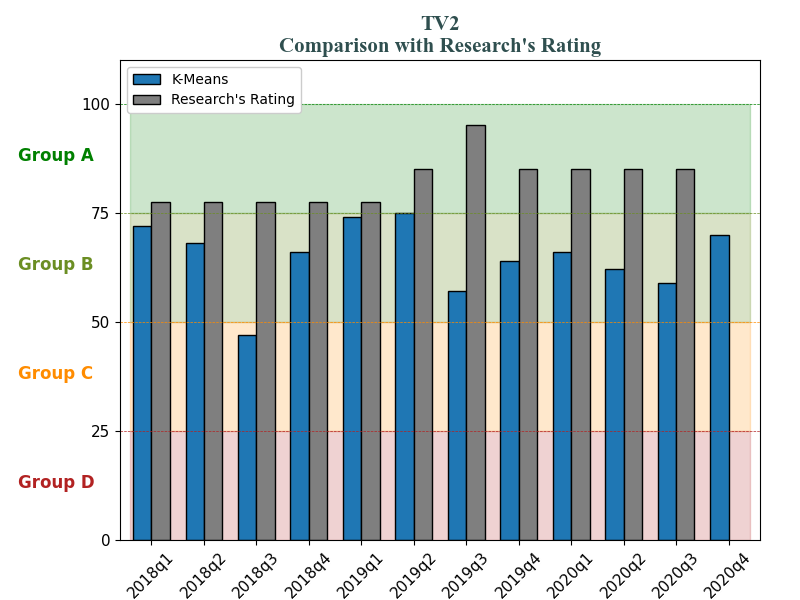 TV2
Comparison with Research's Rating
K-Means
Research's Rating
100
Group A
75
Group B
50
Group C
25
Group D
0
2018q1
2018q2
2018q3
2018q4
2019q1
2019q2
2019q3
2019q4
2020q1
2020q2
2020q3
2020q4